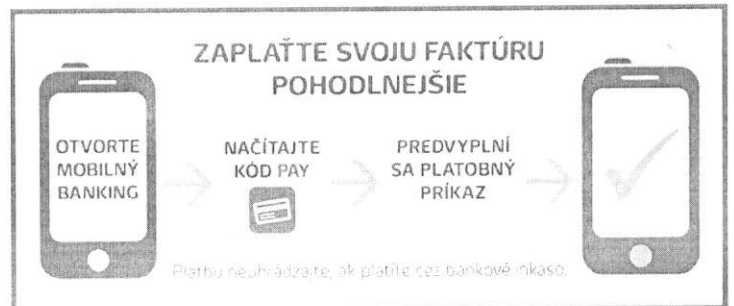 ZAPLAŤTE SVOJU FAKTÚRU
POHODLNEJŠIE
OTVORTE
MOBILNÝ
BANKING
NAČÍTAJTE
KÓD PAY
PREDVYPLNÍ
SA PLATOBNÝ
PRÍKAZ
Platbu neuhrádzajte, ak platíte cez bankové inkaso.